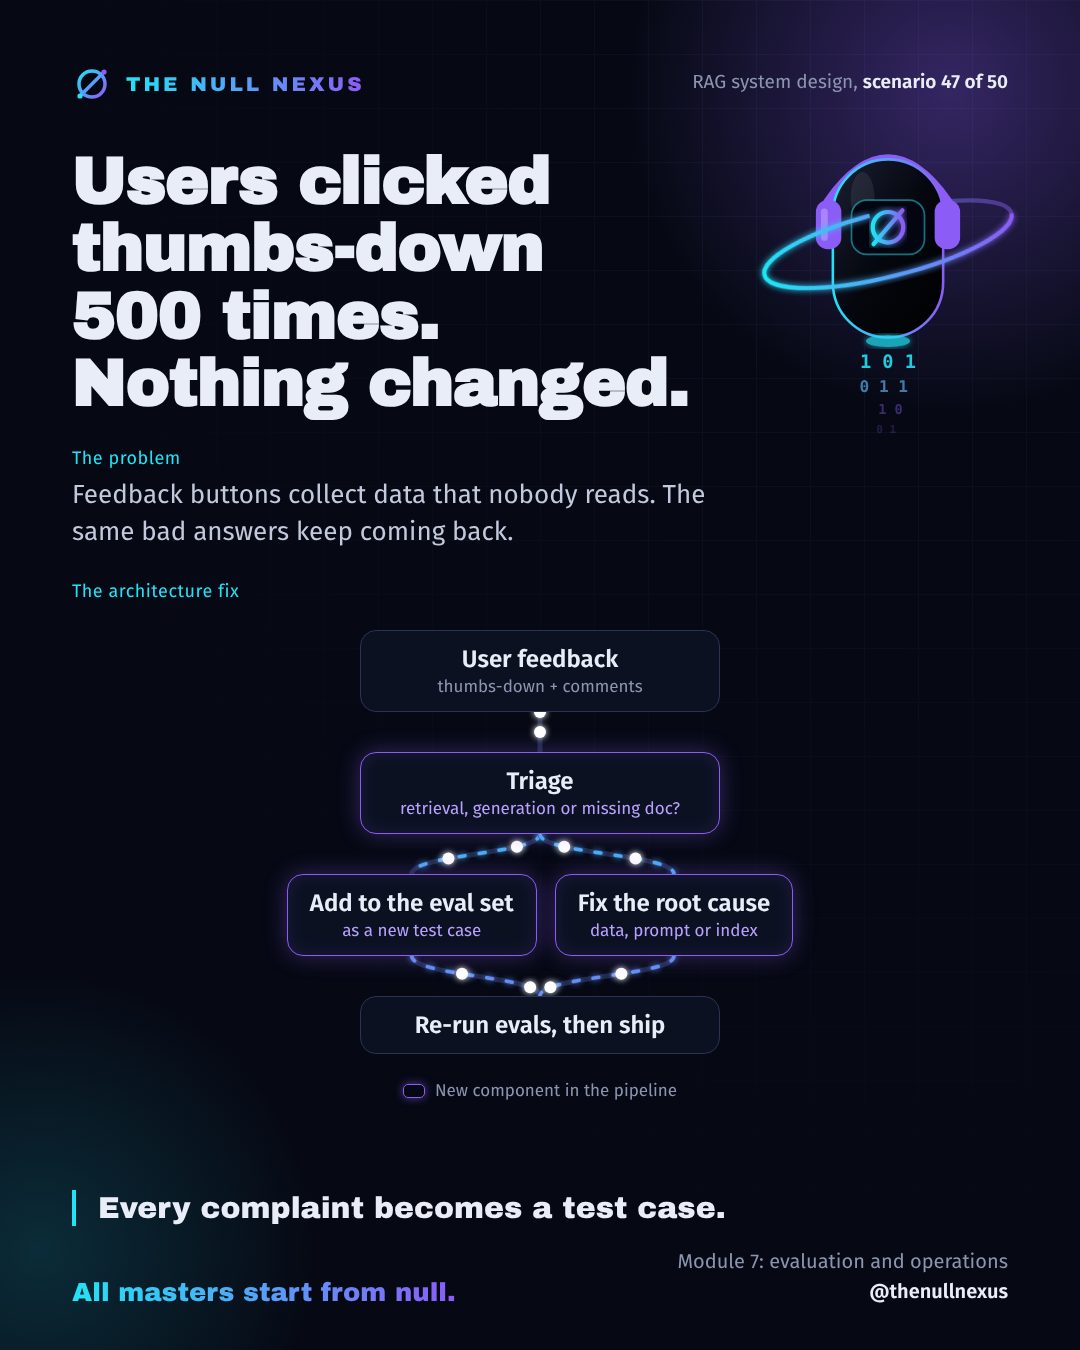 THE NULL NEXUS
RAG system design, scenario 47 of 50
Users clicked
thumbs-down
500 times.
Nothing changed.
1 0 1
0 1 1
1 0
0 1
The problem
Feedback buttons collect data that nobody reads. The
same bad answers keep coming back.
The architecture fix
User feedback
thumbs-down + comments
Triage
retrieval, generation or missing doc?
Add to the eval set
as a new test case
Fix the root cause
data, prompt or index
Re-run evals, then ship
New component in the pipeline
Every complaint becomes a test case.
Module 7: evaluation and operations
All masters start from null.
@thenullnexus